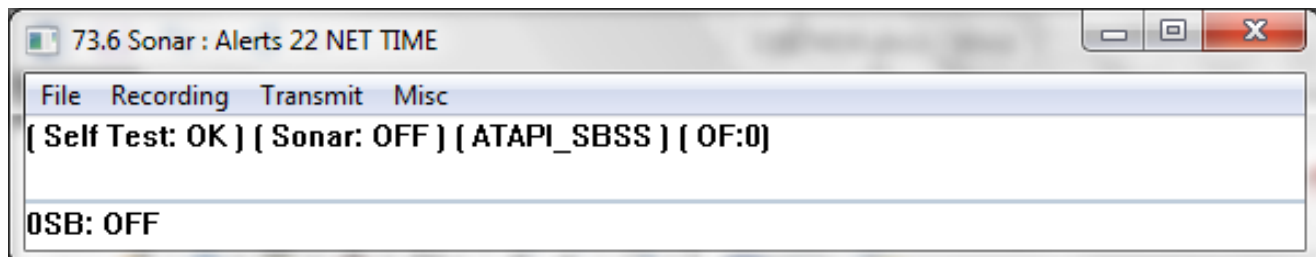 73.6 Sonar : Alerts 22 NET TIME
File Recording Transmit Misc
( Self Test: OK ) ( Sonar: OFF ) ( ATAPI_SBSS ) ( OF:0)
0SB: OFF